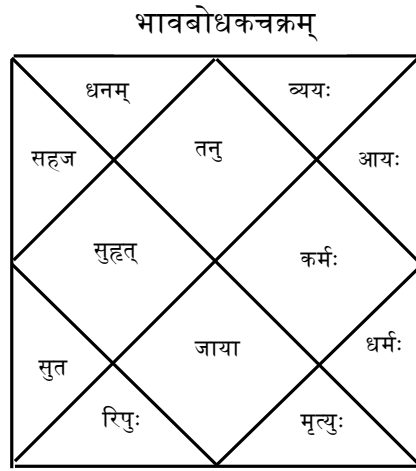 भावबोधकचक्रम्
धनम्
व्ययः
सहज
तनु
आयः
सुहृत्
कर्मः
सुत
जाया
धर्मः
रिपुः
मृत्युः